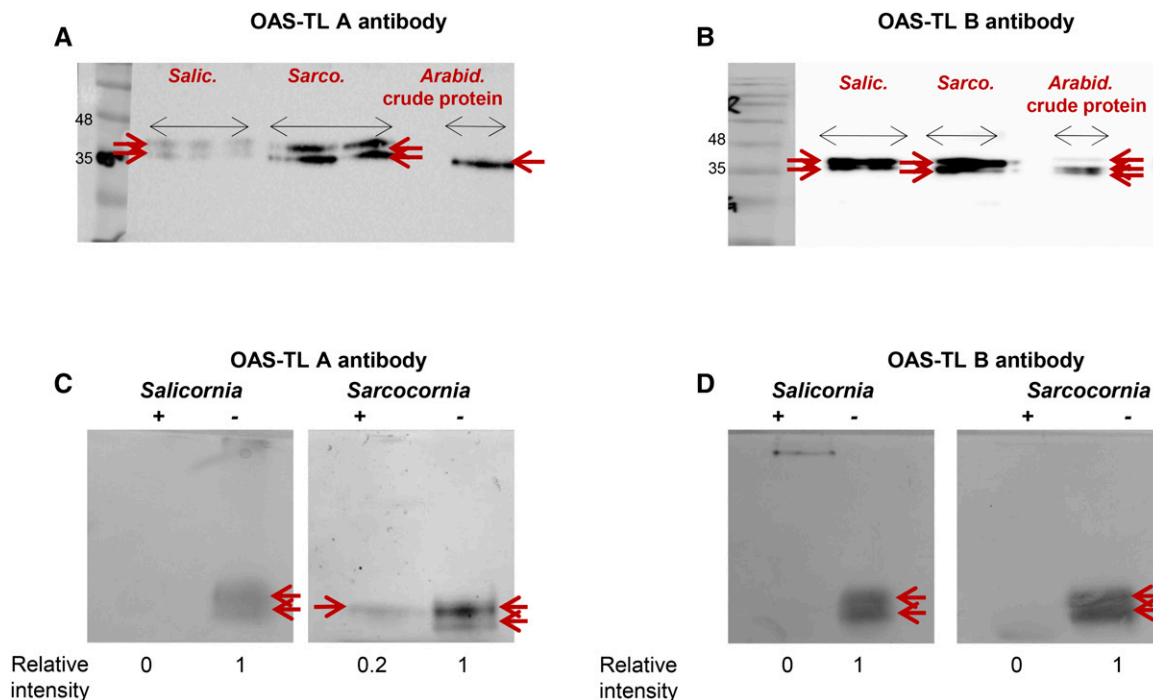 OAS-TL A antibody
A
Salic.
Sarco.
Arabid.
crude protein
48
35
OAS-TL B antibody
B
Salic.
Sarco.
Arabid.
crude protein
48
35
OAS-TL A antibody
C
Salicornia
Sarcocornia
+ - + -
Relative
intensity
0 1 0.2 1
OAS-TL B antibody
D
Salicornia
Sarcocornia
+ - + -
Relative
intensity
0 1 0 1